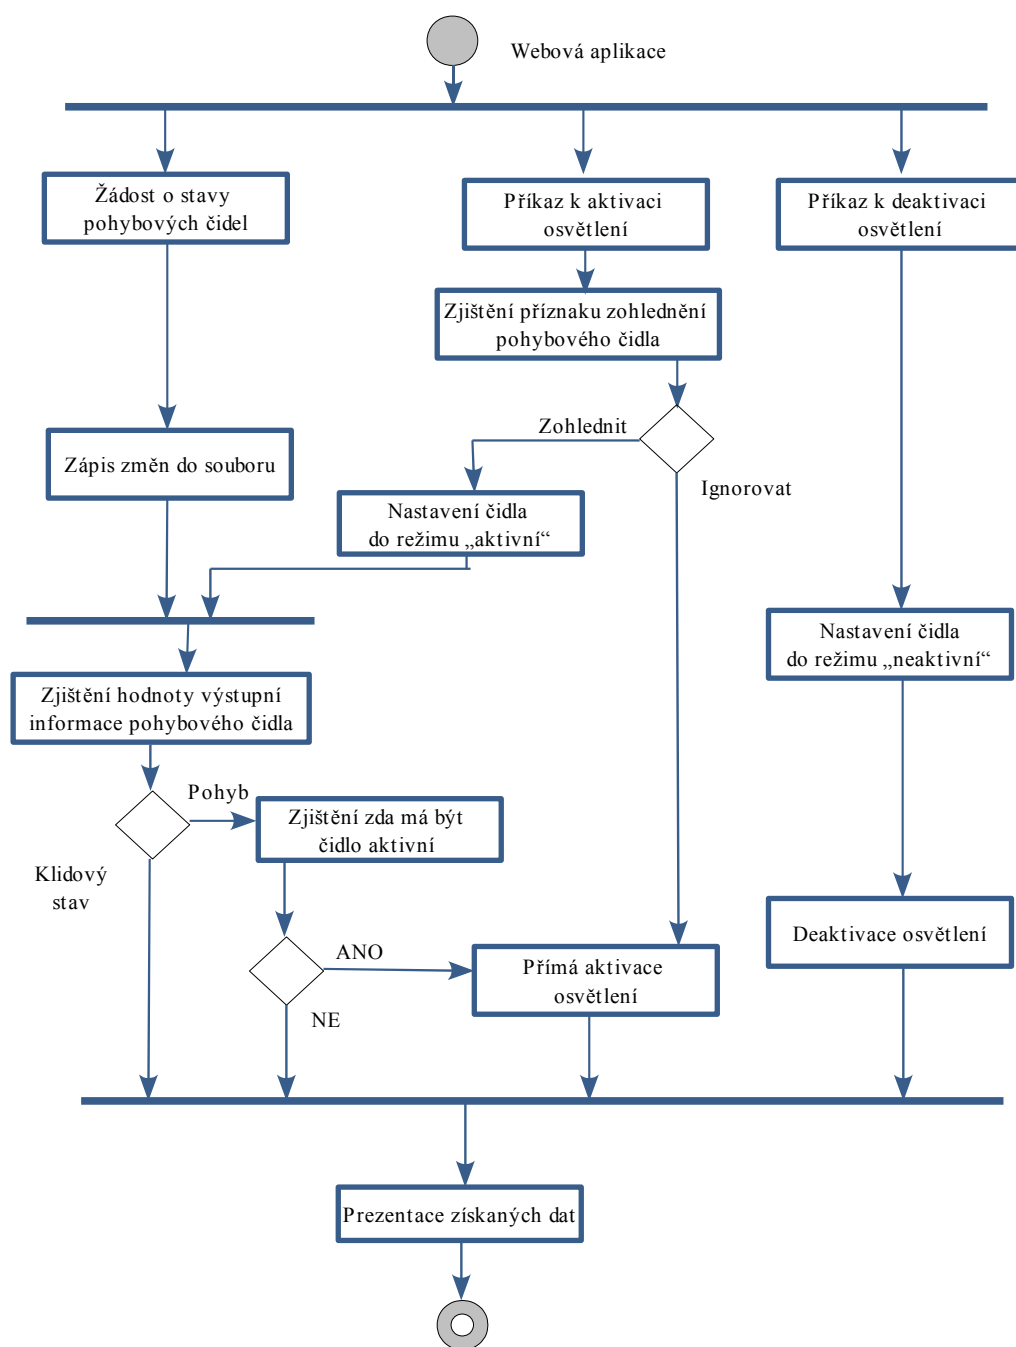 Webová aplikace
Žádost o stavy
pohybových čidel
Příkaz k aktivaci
osvětlení
Příkaz k deaktivaci
osvětlení
Zjištění příznaku zohlednění
pohybového čidla
Zohlednit
Ignorovat
Zápis změn do souboru
Nastavení čidla
do režimu „aktivní“
Nastavení čidla
do režimu „neaktivní“
Zjištění hodnoty výstupní
informace pohybového čidla
Pohyb
Zjištění zda má být
čidlo aktivní
Klidový
stav
ANO
NE
Přímá aktivace
osvětlení
Deaktivace osvětlení
Prezentace získaných dat